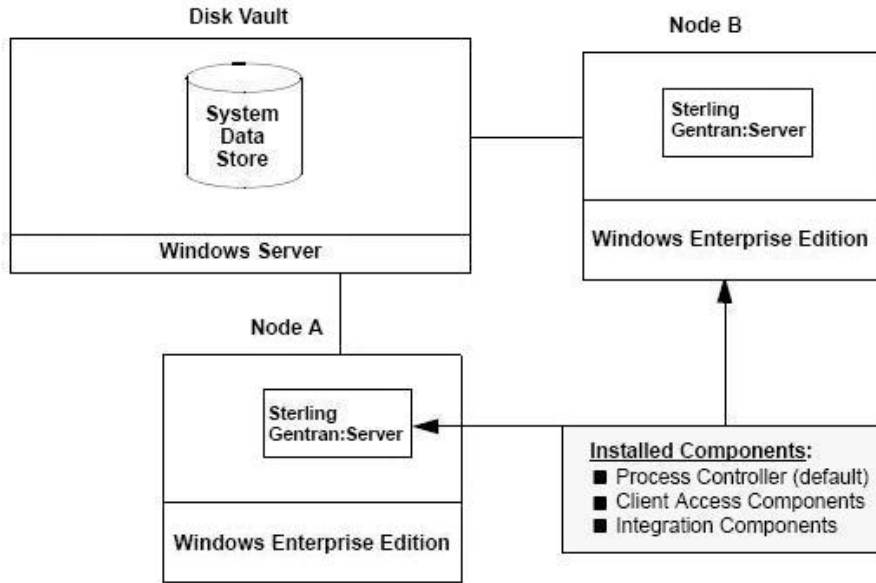 Disk Vault
System
Data
Store
Windows Server
Node B
Sterling
Gentran:Server
Windows Enterprise Edition
Node A
Sterling
Gentran:Server
Windows Enterprise Edition
Installed Components:
■ Process Controller (default)
■ Client Access Components
■ Integration Components